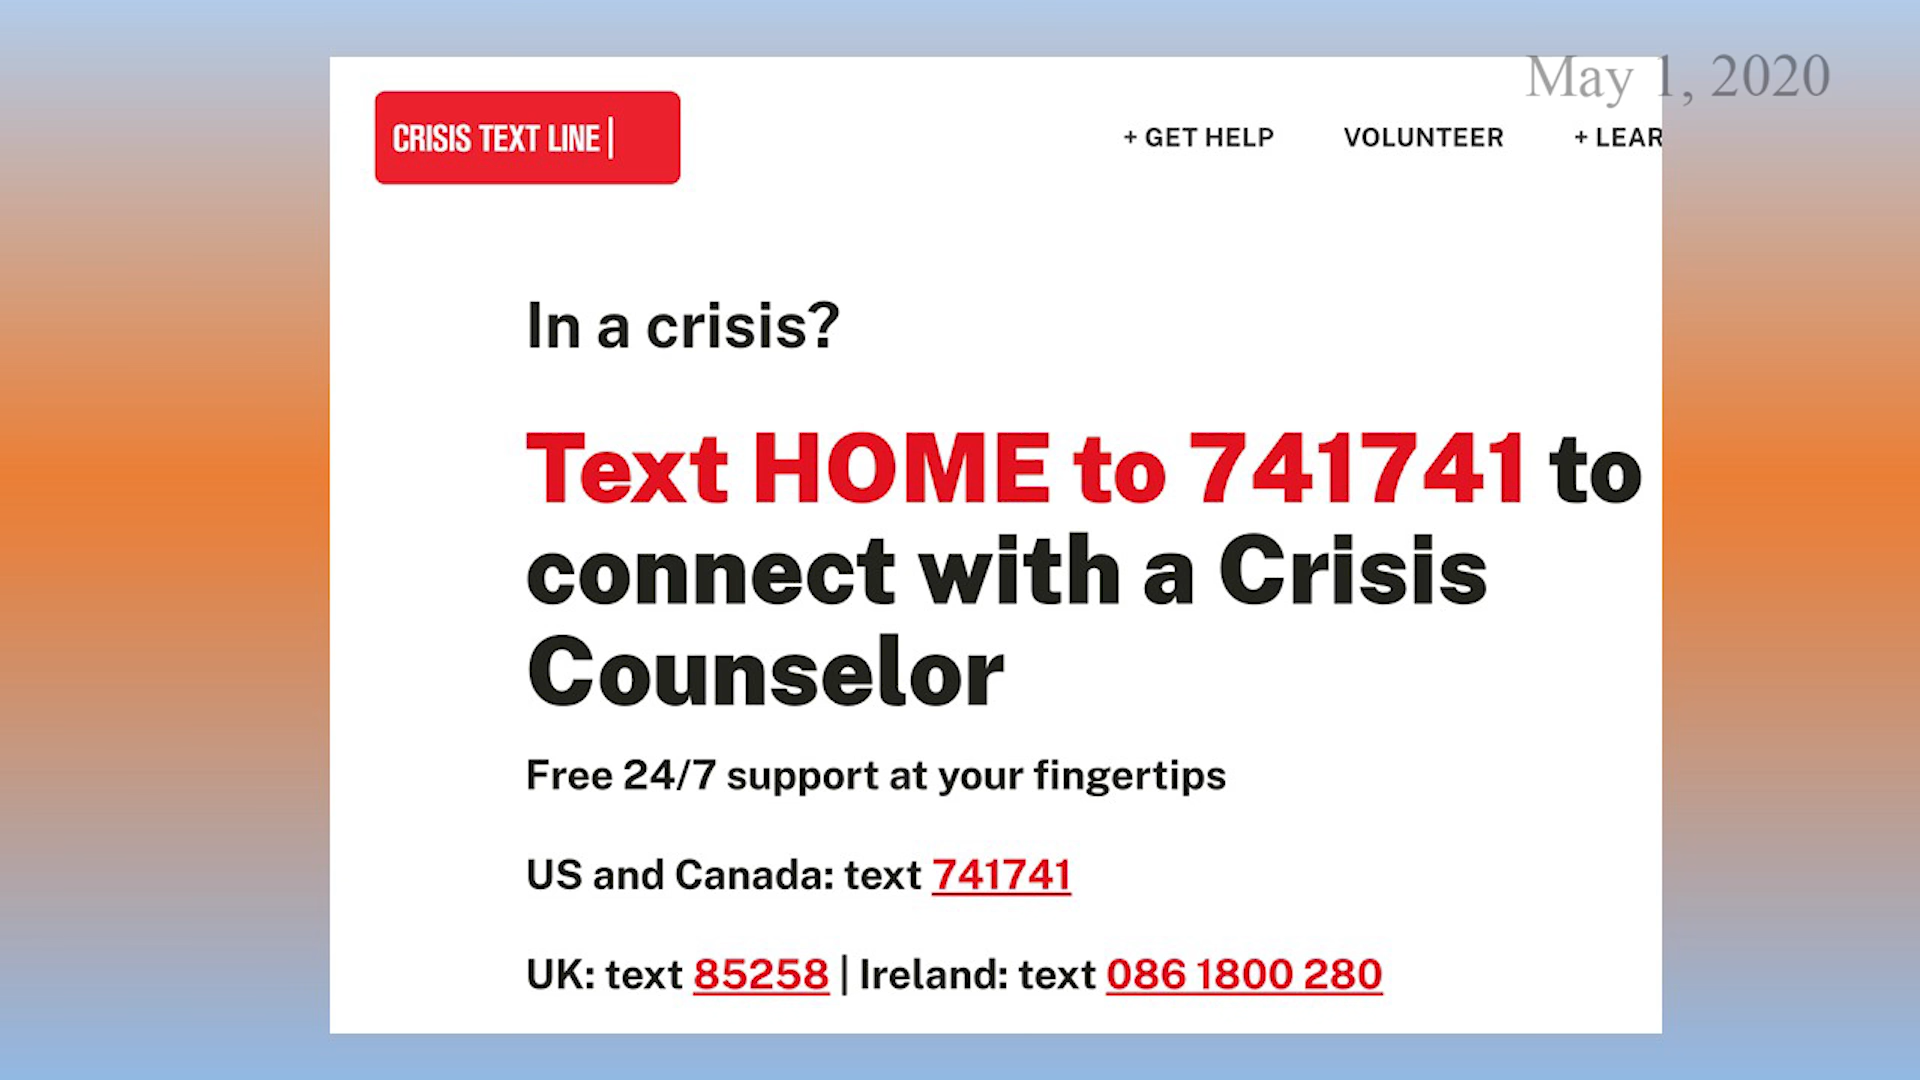 May 1, 2020
CRISIS TEXT LINE |
+ GET HELP VOLUNTEER + LEAR
In a crisis?
Text HOME to 741741 to
connect with a Crisis
Counselor
Free 24/7 support at your fingertips
US and Canada: text 741741
UK: text 85258 | Ireland: text 086 1800 280